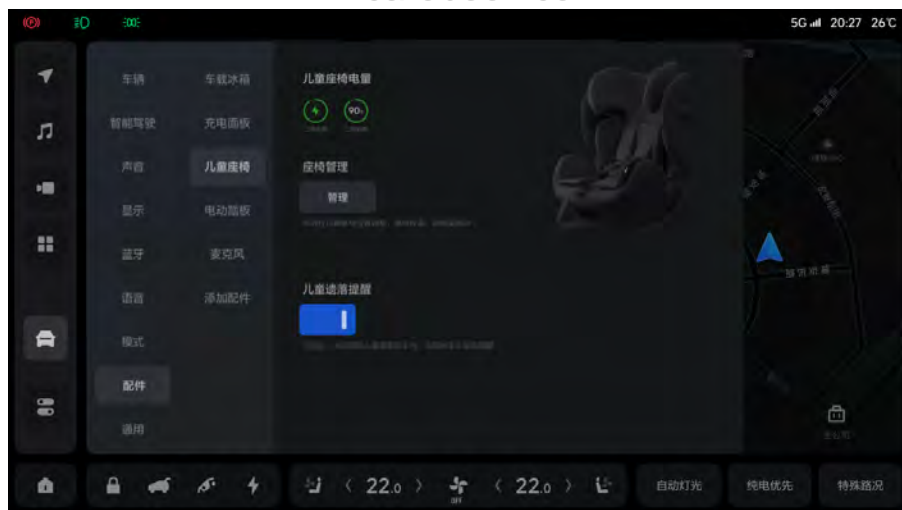 5G 20:27 26℃
车辆 车载冰箱 儿童座椅电量
智能驾驶 充电面板
90%
声音 儿童座椅 座椅管理
管理
显示 电动踏板
蓝牙 麦克风
语言 添加配件 儿童遗落提醒
模式
配件
通用
22.0 OFF 22.0 自动灯光 纯电优先 特殊路况